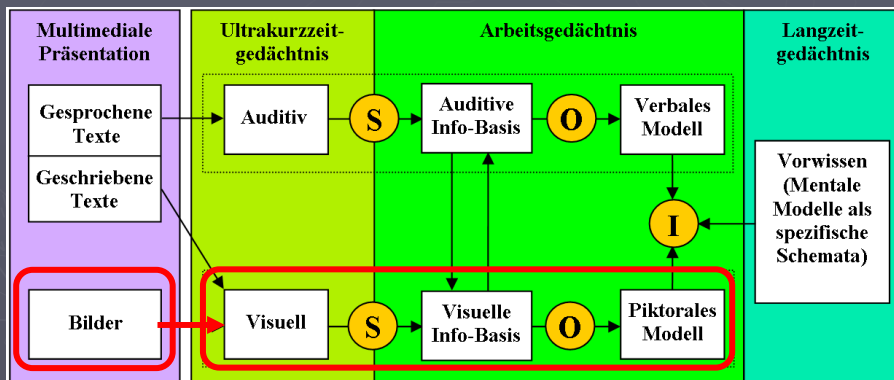 Multimediale
Präsentation
Ultrakurzzeit-
gedächtnis
Arbeitsgedächtnis
Langzeit-
gedächtnis
Gesprochene
Texte
Geschriebene
Texte
Auditiv
S
Auditive
Info-Basis
O
Verbales
Modell
I
Vorwissen
(Mentale
Modelle als
spezifische
Schemata)
Bilder
Visuell
S
Visuelle
Info-Basis
O
Piktorales
Modell